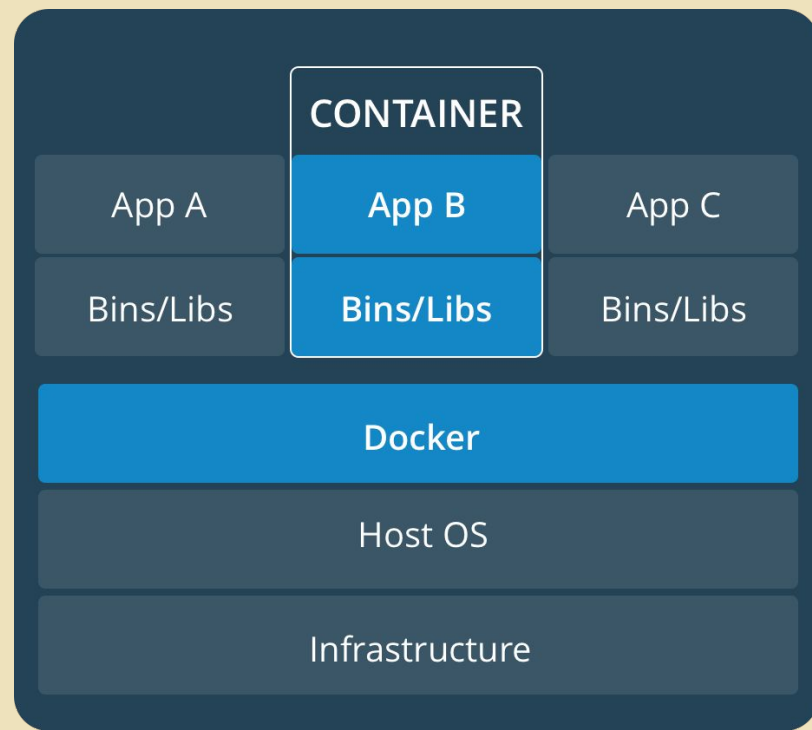 CONTAINER
App A
App B
App C
Bins/Libs
Bins/Libs
Bins/Libs
Docker
Host OS
Infrastructure